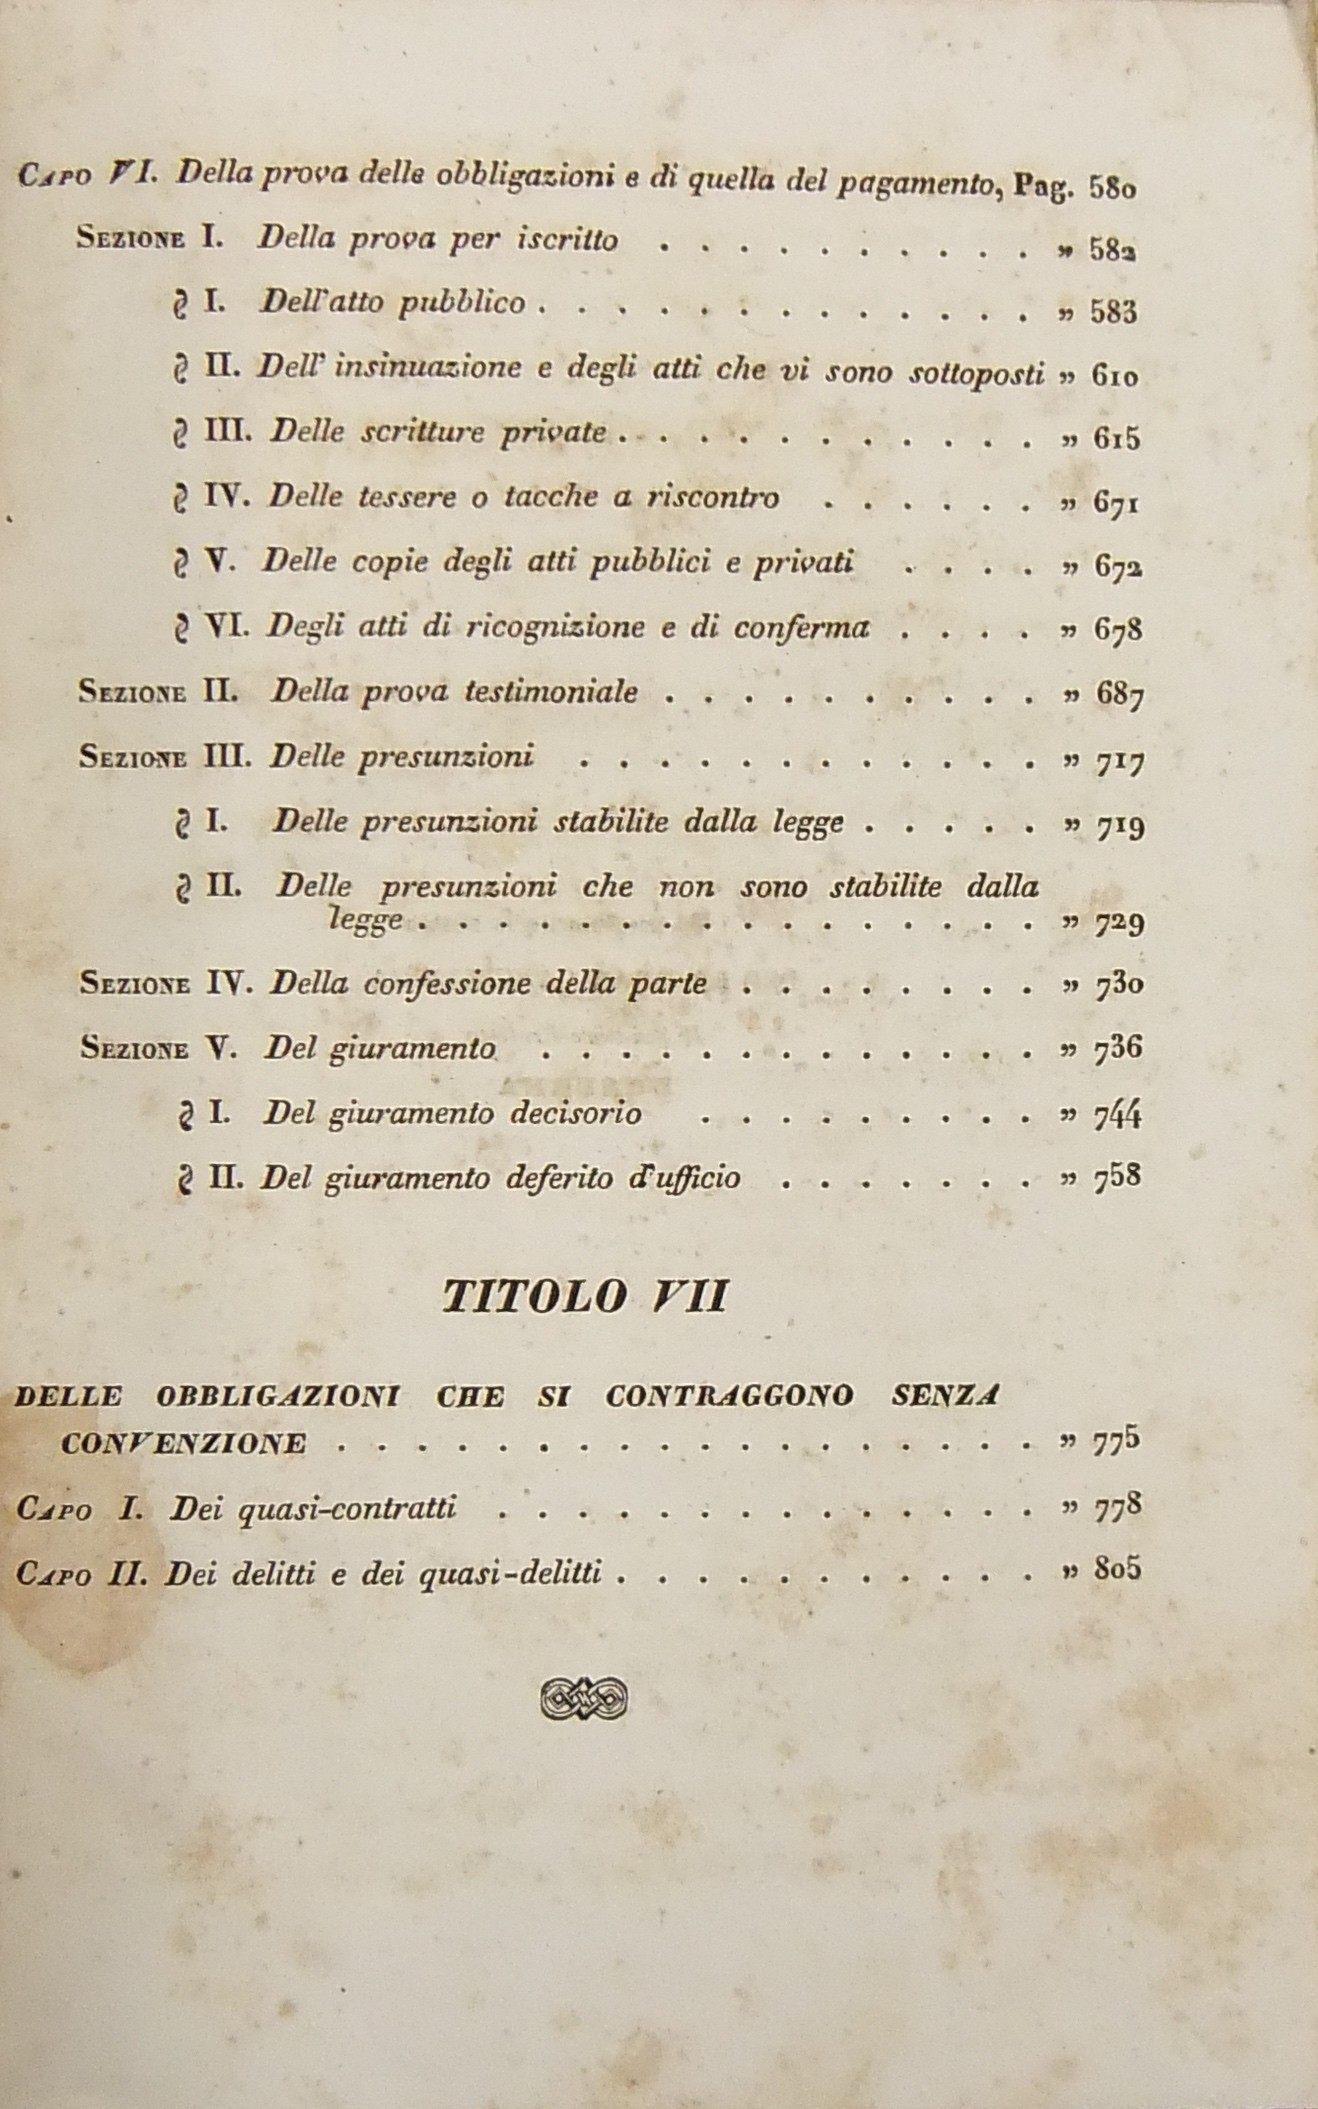 CAPO VI. Della prova delle obbligazioni e di quella del pagamento, Pag. 580
SEZIONE I. Della prova per iscritto . . . . . . . . . . „ 582
§ I. Dell'atto pubblico . . . . . . . . . . . . . „ 583
§ II. Dell' insinuazione e degli atti che vi sono sottoposti „ 610
§ III. Delle scritture private . . . . . . . . . . . „ 615
§ IV. Delle tessere o tacche a riscontro . . . . . . „ 671
§ V. Delle copie degli atti pubblici e privati . . . . „ 672
§ VI. Degli atti di ricognizione e di conferma . . . . „ 678
SEZIONE II. Della prova testimoniale . . . . . . . . . . „ 687
SEZIONE III. Delle presunzioni . . . . . . . . . . . . „ 717
§ I. Delle presunzioni stabilite dalla legge . . . . . „ 719
§ II. Delle presunzioni che non sono stabilite dalla
legge . . . . . . . . . . . . . . . . „ 729
SEZIONE IV. Della confessione della parte . . . . . . . . „ 730
SEZIONE V. Del giuramento . . . . . . . . . . . . . „ 736
§ I. Del giuramento decisorio . . . . . . . . . „ 744
§ II. Del giuramento deferito d'ufficio . . . . . . . „ 758
TITOLO VII
DELLE OBBLIGAZIONI CHE SI CONTRAGGONO SENZA
CONVENZIONE . . . . . . . . . . . . . . . . . . „ 775
CAPO I. Dei quasi-contratti . . . . . . . . . . . . . . „ 778
CAPO II. Dei delitti e dei quasi-delitti . . . . . . . . . . . „ 805